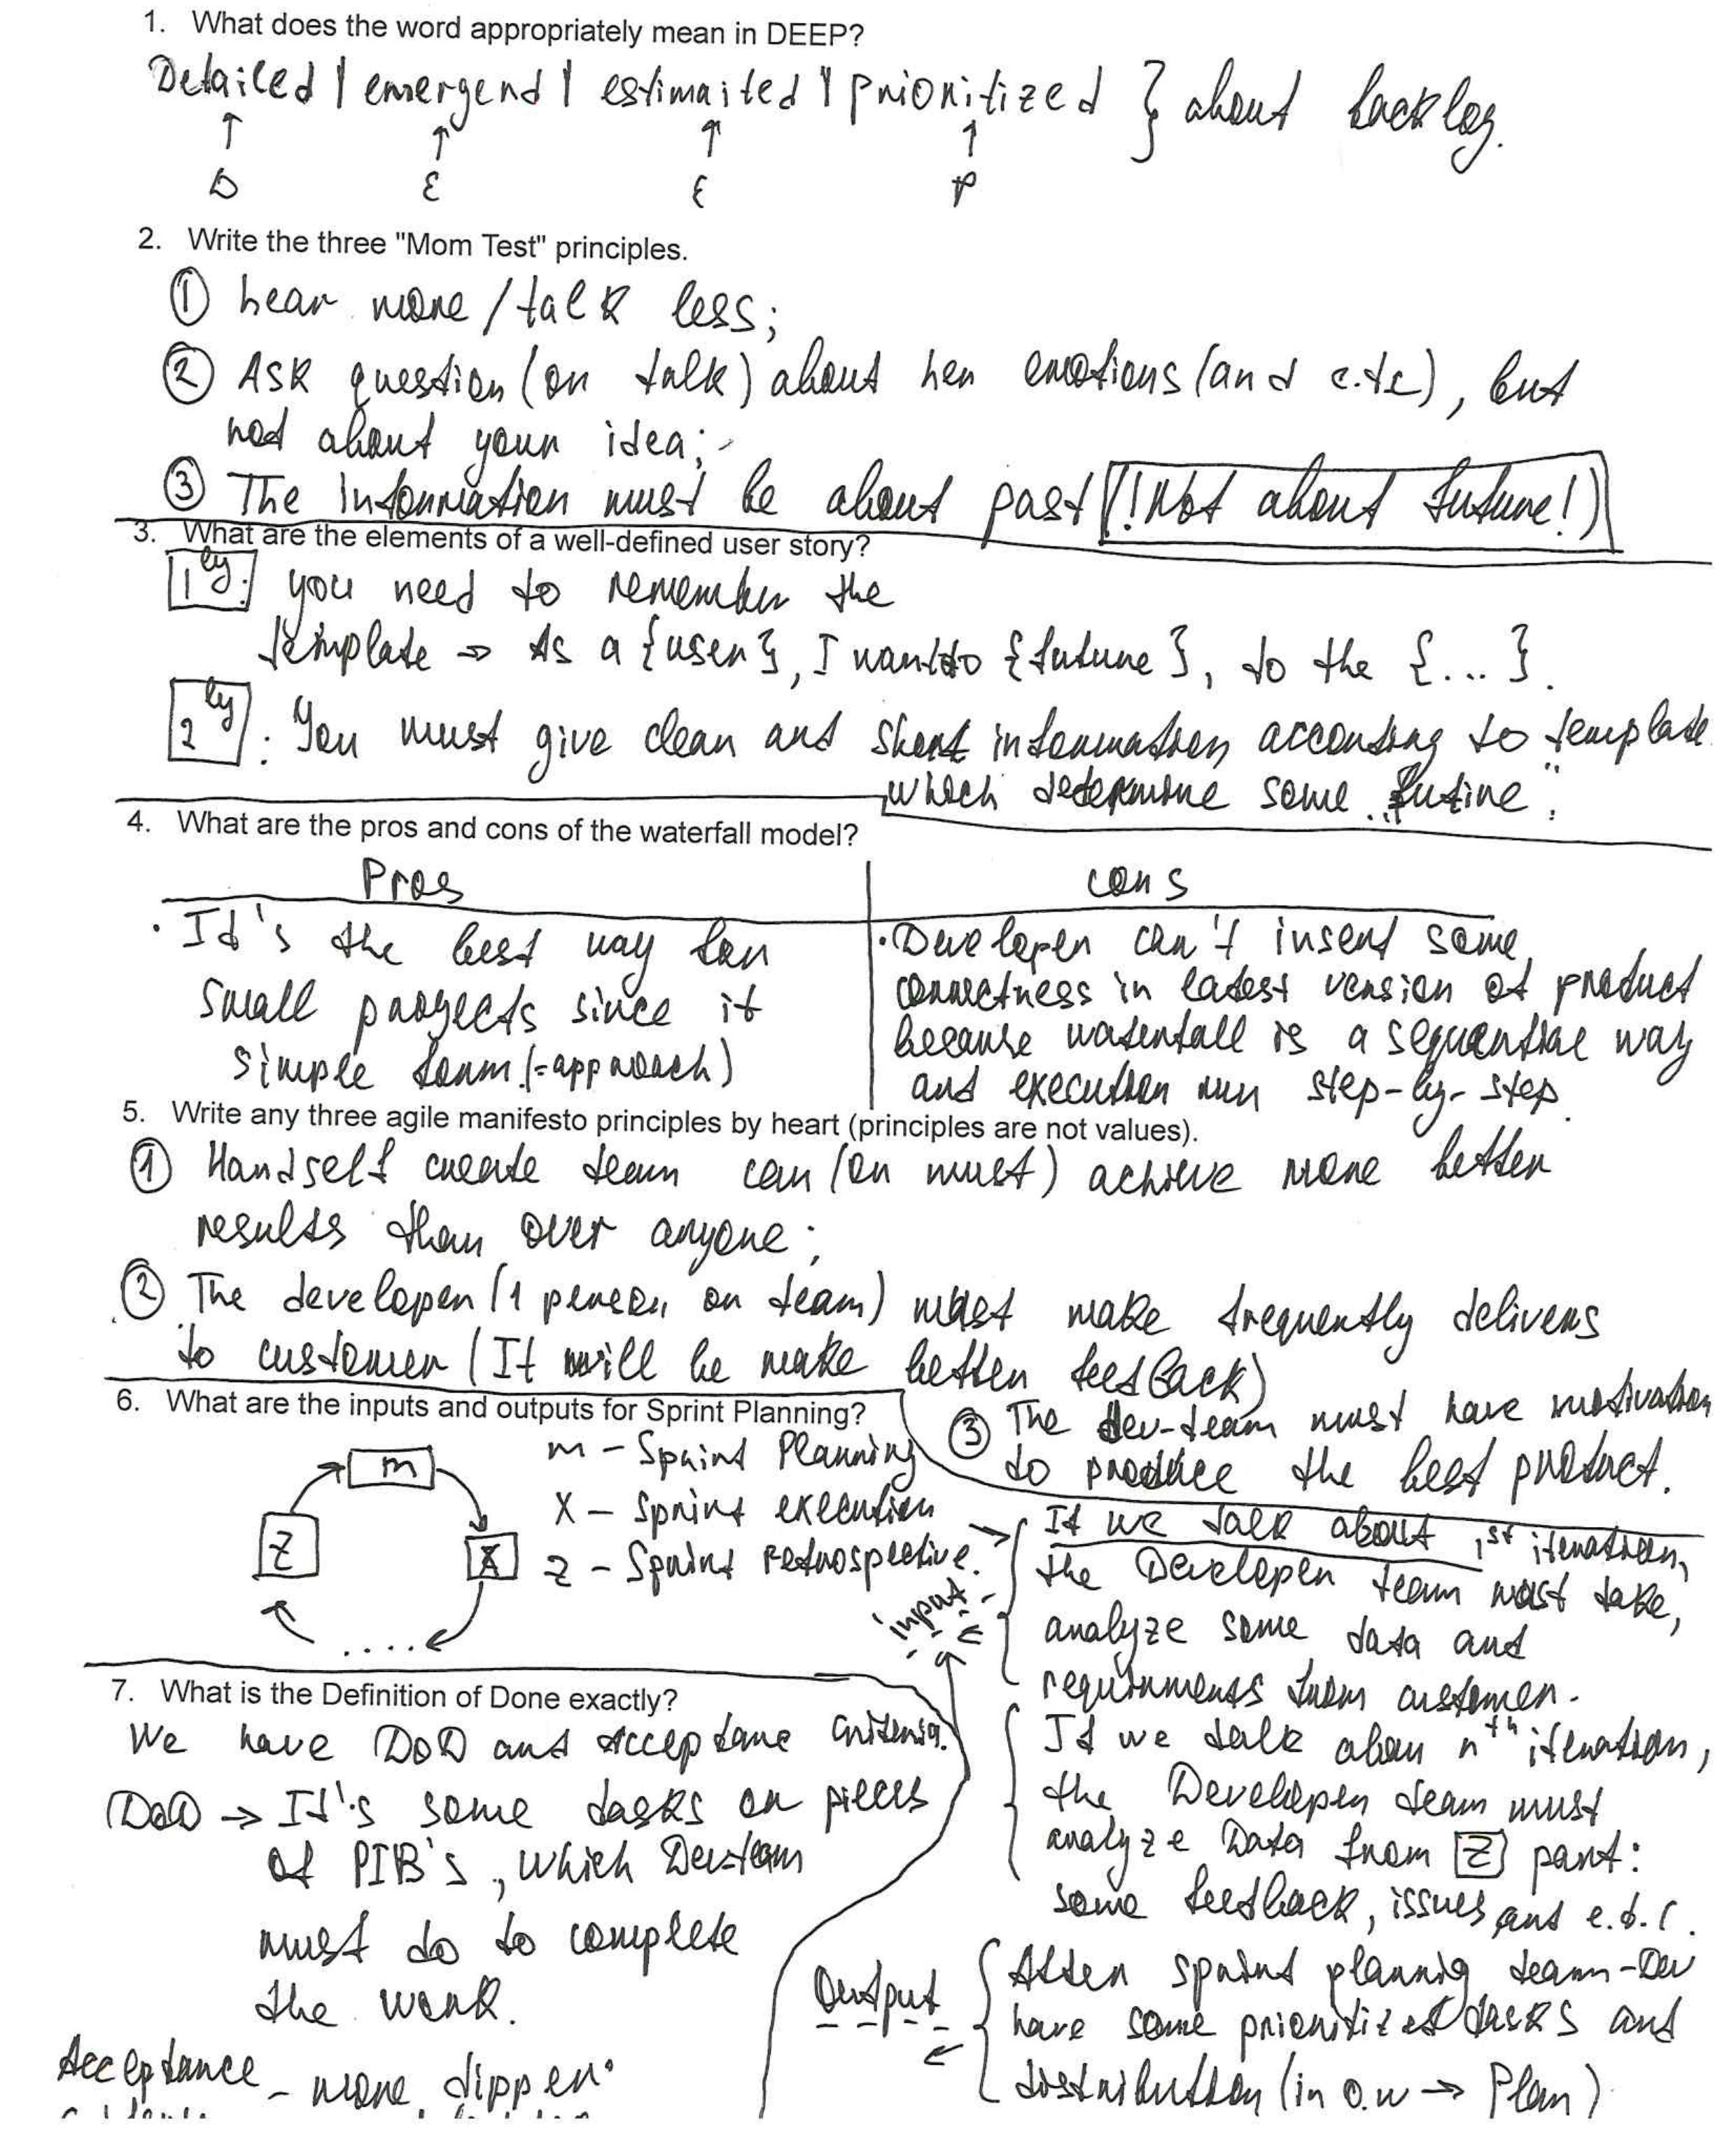 1. What does the word appropriately mean in DEEP?
Detailed | emergend | estimaited | prioritized } about backlog.
↑ ↑ ↑ ↑
D E E P
2. Write the three "Mom Test" principles.
① hear more / talk less;
② Ask question (or talk) about her emotions (and e.t.c), but
not about your idea;
③ The information must be about past (!Not about future!)
3. What are the elements of a well-defined user story?
1ly: you need to remember the
template → As a {user}, I want to {future}, to the {...}.
2ly: You must give clear and short information according to template
which determine some "futire".
4. What are the pros and cons of the waterfall model?
Pros
· It's the best way for
small progects since it
simple form (=approach)
cons
· Developer can't insert some
correctness in latest version of product
because waterfall is a sequential way
and execution run step-by-step.
5. Write any three agile manifesto principles by heart (principles are not values).
① Handself create team can (or must) achieve more better
results than over anyone;
② The developer (1 person or team) must make frequently delivers
to customer (It will be make better feedback)
③ The dev-team must have motivation
to produce the best product.
6. What are the inputs and outputs for Sprint Planning?
m
z
X
....
m – Sprint Planning
X – Sprint execution
z – Sprint retrospective.
input
If we talk about 1st iteration,
the Developer team must take,
analyze some data and
requirnments from customer.
If we talk abou nth iteration,
the Developer team must
analyze Data from Z part:
some feedback, issues and e.t.c.
Output
After sprint plannig team-Dev
have some prioritized tasks and
distribution (in o.w → Plan)
7. What is the Definition of Done exactly?
We have DoD and Acceptane criteria.
DoD → It's some tasks or pieces
of PIB's, which Dev-team
must do to complete
the work.
Acceptance – more dipper